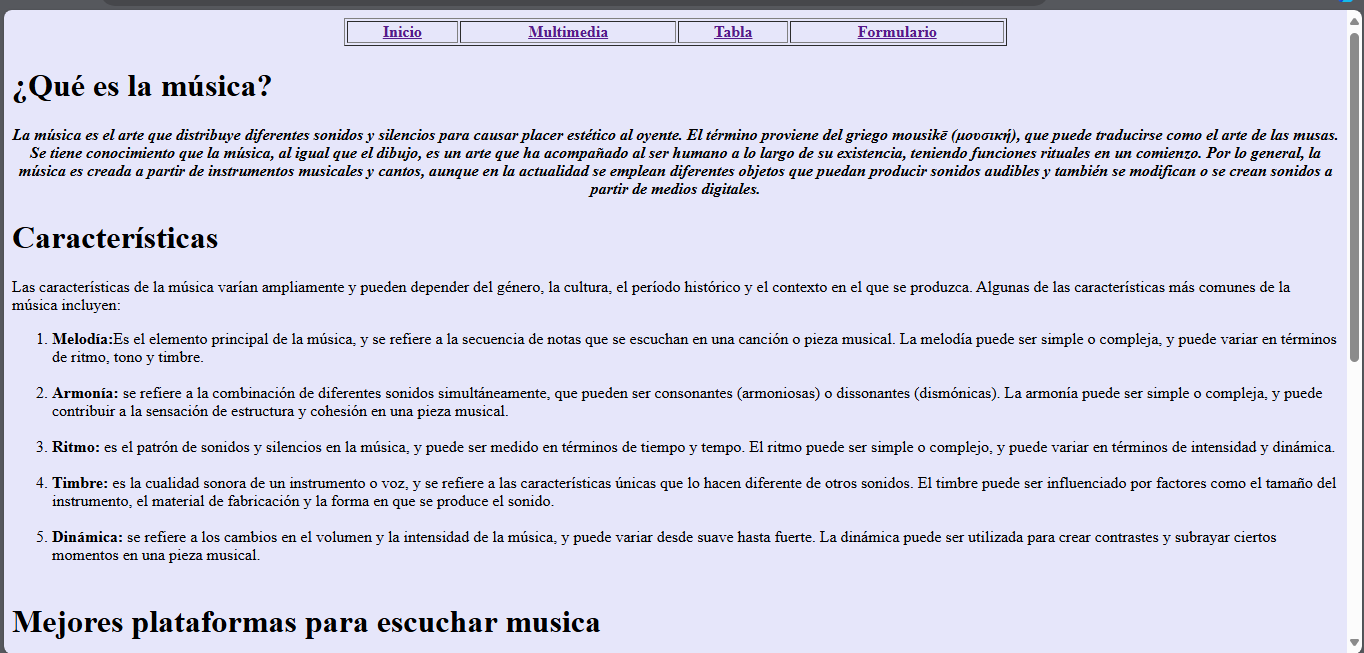 Inicio Multimedia Tabla Formulario
¿Qué es la música?
La música es el arte que distribuye diferentes sonidos y silencios para causar placer estético al oyente. El término proviene del griego mousikē (μουσική), que puede traducirse como el arte de las musas.
Se tiene conocimiento que la música, al igual que el dibujo, es un arte que ha acompañado al ser humano a lo largo de su existencia, teniendo funciones rituales en un comienzo. Por lo general, la
música es creada a partir de instrumentos musicales y cantos, aunque en la actualidad se emplean diferentes objetos que puedan producir sonidos audibles y también se modifican o se crean sonidos a
partir de medios digitales.
Características
Las características de la música varían ampliamente y pueden depender del género, la cultura, el período histórico y el contexto en el que se produzca. Algunas de las características más comunes de la
música incluyen:
1. Melodía:Es el elemento principal de la música, y se refiere a la secuencia de notas que se escuchan en una canción o pieza musical. La melodía puede ser simple o compleja, y puede variar en términos
de ritmo, tono y timbre.
2. Armonía: se refiere a la combinación de diferentes sonidos simultáneamente, que pueden ser consonantes (armoniosas) o dissonantes (dismónicas). La armonía puede ser simple o compleja, y puede
contribuir a la sensación de estructura y cohesión en una pieza musical.
3. Ritmo: es el patrón de sonidos y silencios en la música, y puede ser medido en términos de tiempo y tempo. El ritmo puede ser simple o complejo, y puede variar en términos de intensidad y dinámica.
4. Timbre: es la cualidad sonora de un instrumento o voz, y se refiere a las características únicas que lo hacen diferente de otros sonidos. El timbre puede ser influenciado por factores como el tamaño del
instrumento, el material de fabricación y la forma en que se produce el sonido.
5. Dinámica: se refiere a los cambios en el volumen y la intensidad de la música, y puede variar desde suave hasta fuerte. La dinámica puede ser utilizada para crear contrastes y subrayar ciertos
momentos en una pieza musical.
Mejores plataformas para escuchar musica